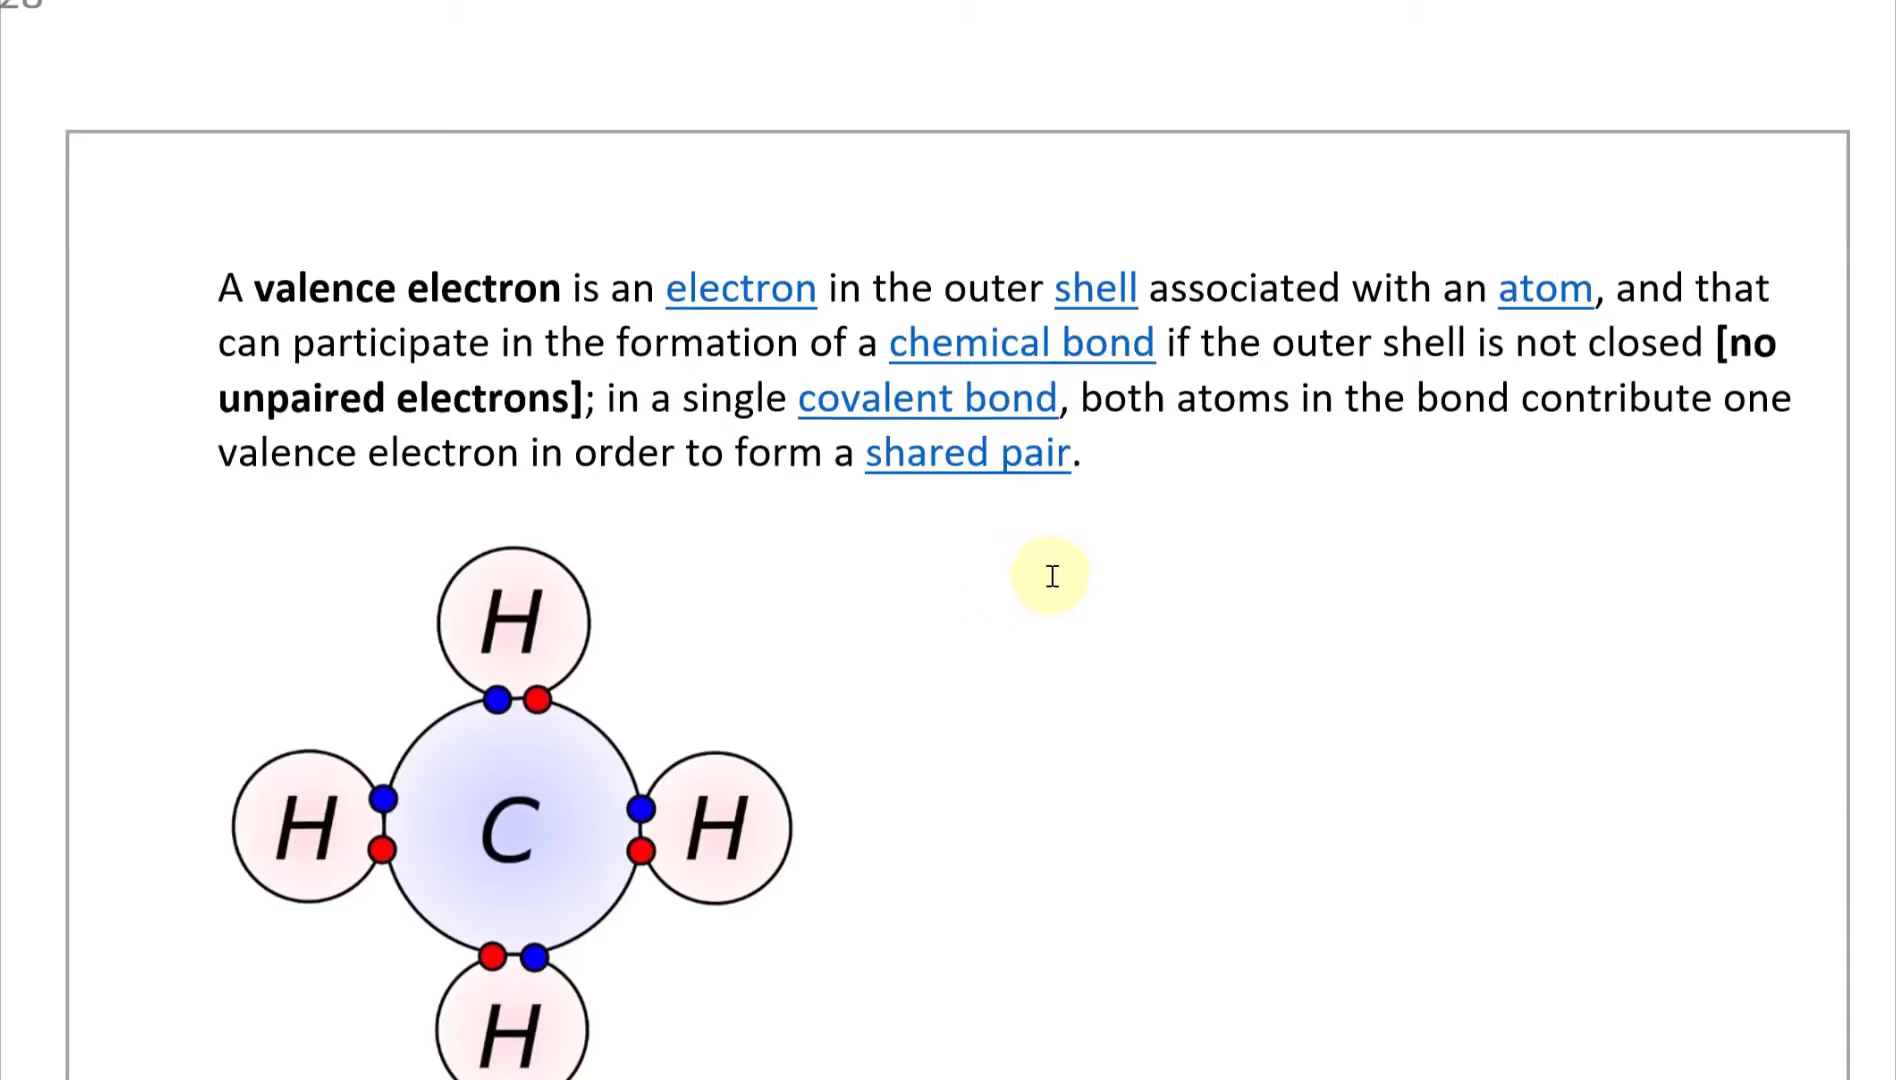 A valence electron is an electron in the outer shell associated with an atom, and that
can participate in the formation of a chemical bond if the outer shell is not closed [no
unpaired electrons]; in a single covalent bond, both atoms in the bond contribute one
valence electron in order to form a shared pair.
H
H C H
H